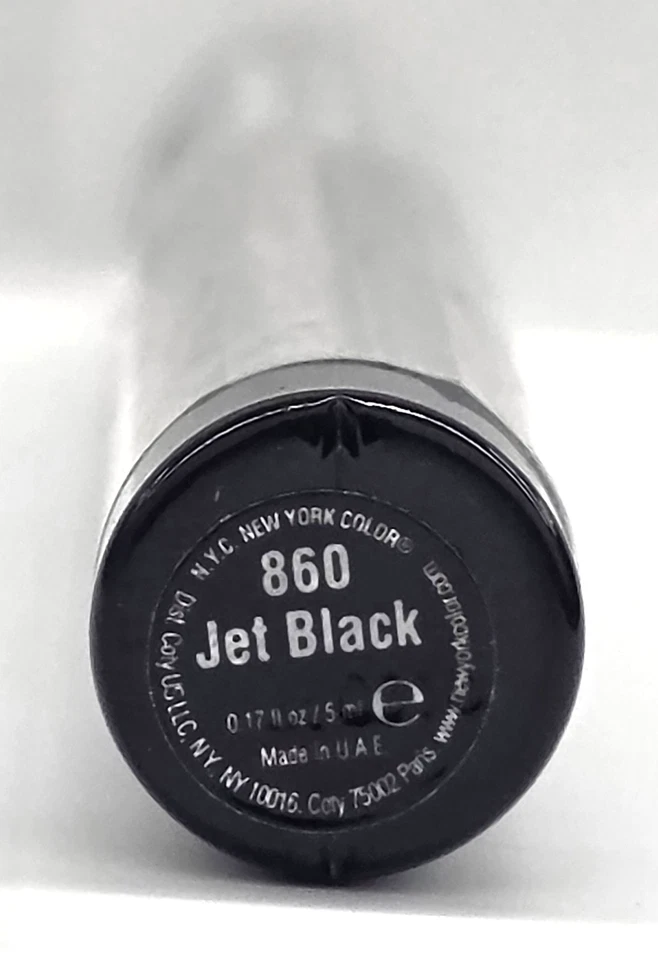 N.Y.C. NEW YORK COLOR®
860
Jet Black
0.17 fl oz / 5 ml e
Made in U.A.E.
Dist. Coty US LLC, NY, NY 10016. Coty 75002 Paris www.newyorkcolor.com